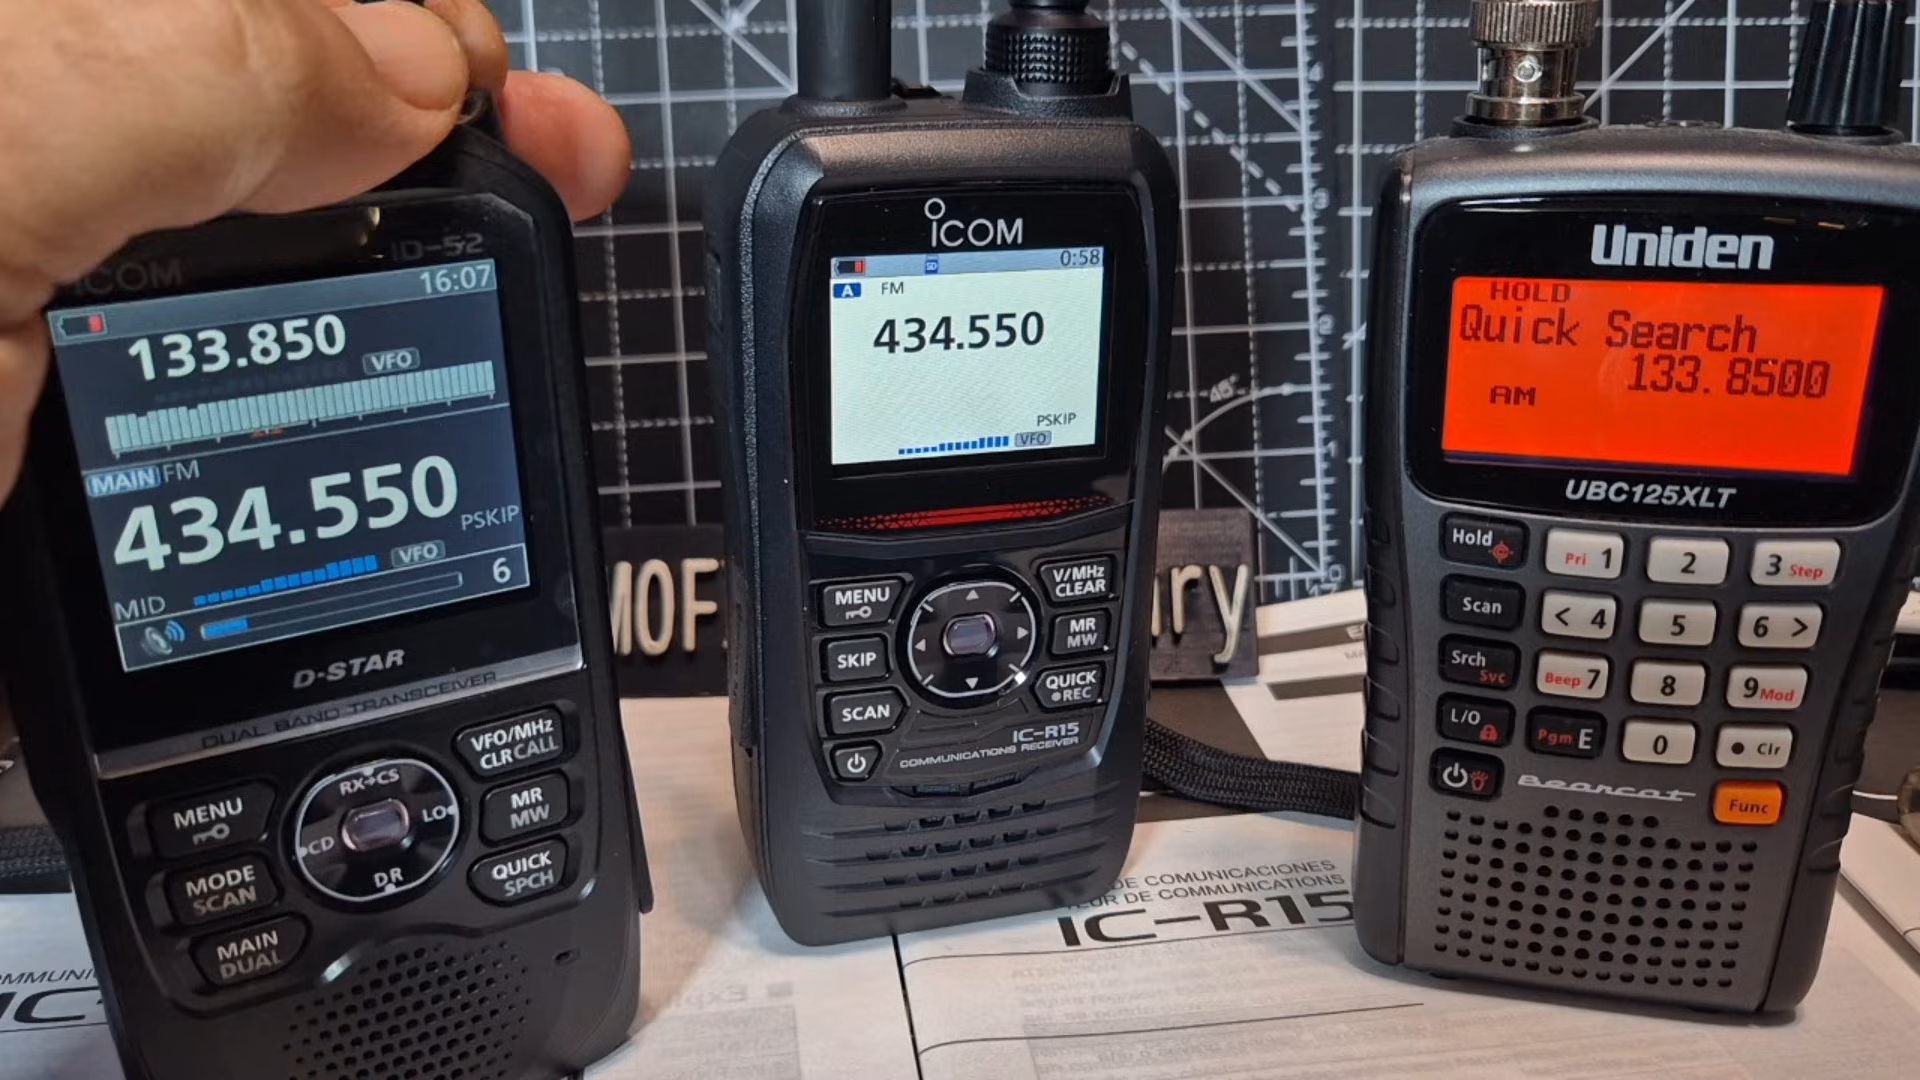 ICOM
ID-52
16:07
133.850
VFO
MAIN FM
434.550
PSKIP
VFO
MID
6
D-STAR
DUAL BAND TRANSCEIVER
VFO/MHz
CLR CALL
MENU
RX→CS
CD
DR
MR
MW
MODE
SCAN
QUICK
SPCH
MAIN
DUAL
ICOM
SD
0:58
A FM
434.550
PSKIP
VFO
MENU
V/MHz
CLEAR
SKIP
MR
MW
SCAN
QUICK
●REC
IC-R15
COMMUNICATIONS RECEIVER
Uniden
HOLD
Quick Search
133.8500
AM
UBC125XLT
Hold
Pri 1
2
3 Step
Scan
< 4
5
6 >
Srch
Svc
Beep 7
8
9 Mod
L/O
Pgm E
0
● Clr
Bearcat
Func
DE COMUNICACIONES
EUR DE COMMUNICATIONS
IC-R15